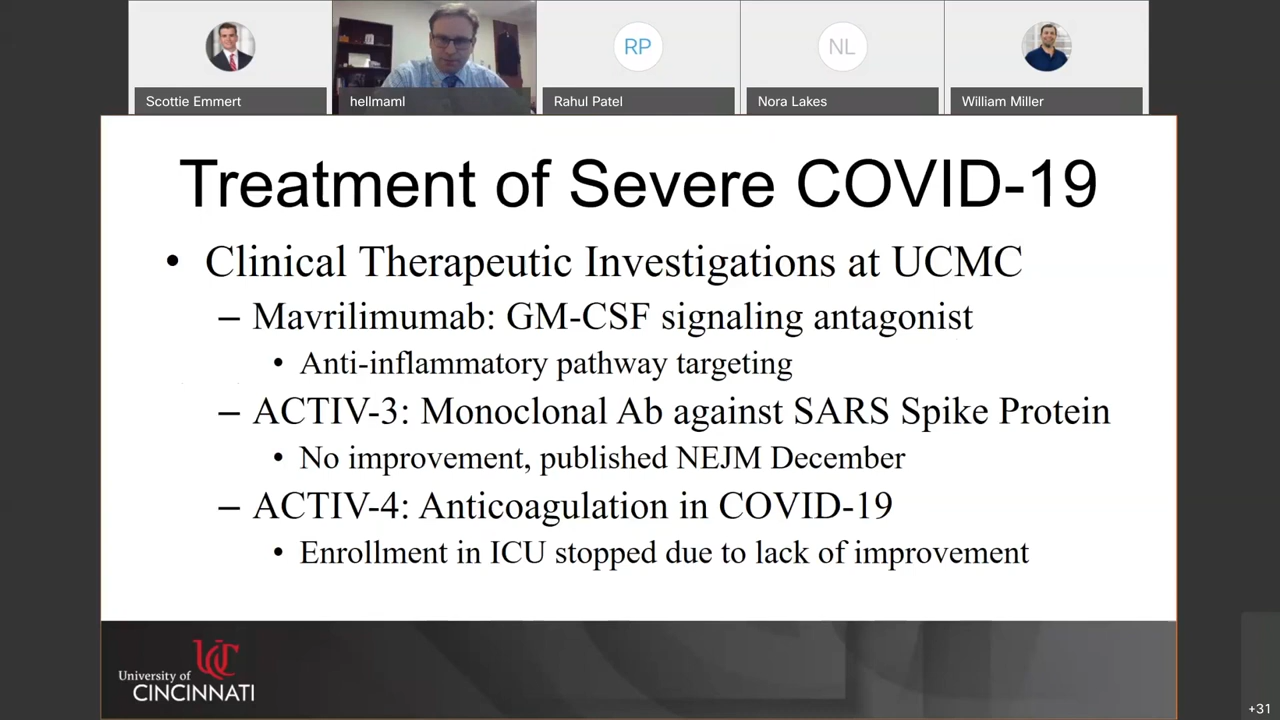 Scottie Emmert
hellmaml
RP
Rahul Patel
NL
Nora Lakes
William Miller
Treatment of Severe COVID-19
• Clinical Therapeutic Investigations at UCMC
– Mavrilimumab: GM-CSF signaling antagonist
• Anti-inflammatory pathway targeting
– ACTIV-3: Monoclonal Ab against SARS Spike Protein
• No improvement, published NEJM December
– ACTIV-4: Anticoagulation in COVID-19
• Enrollment in ICU stopped due to lack of improvement
UC
University of
CINCINNATI
+31